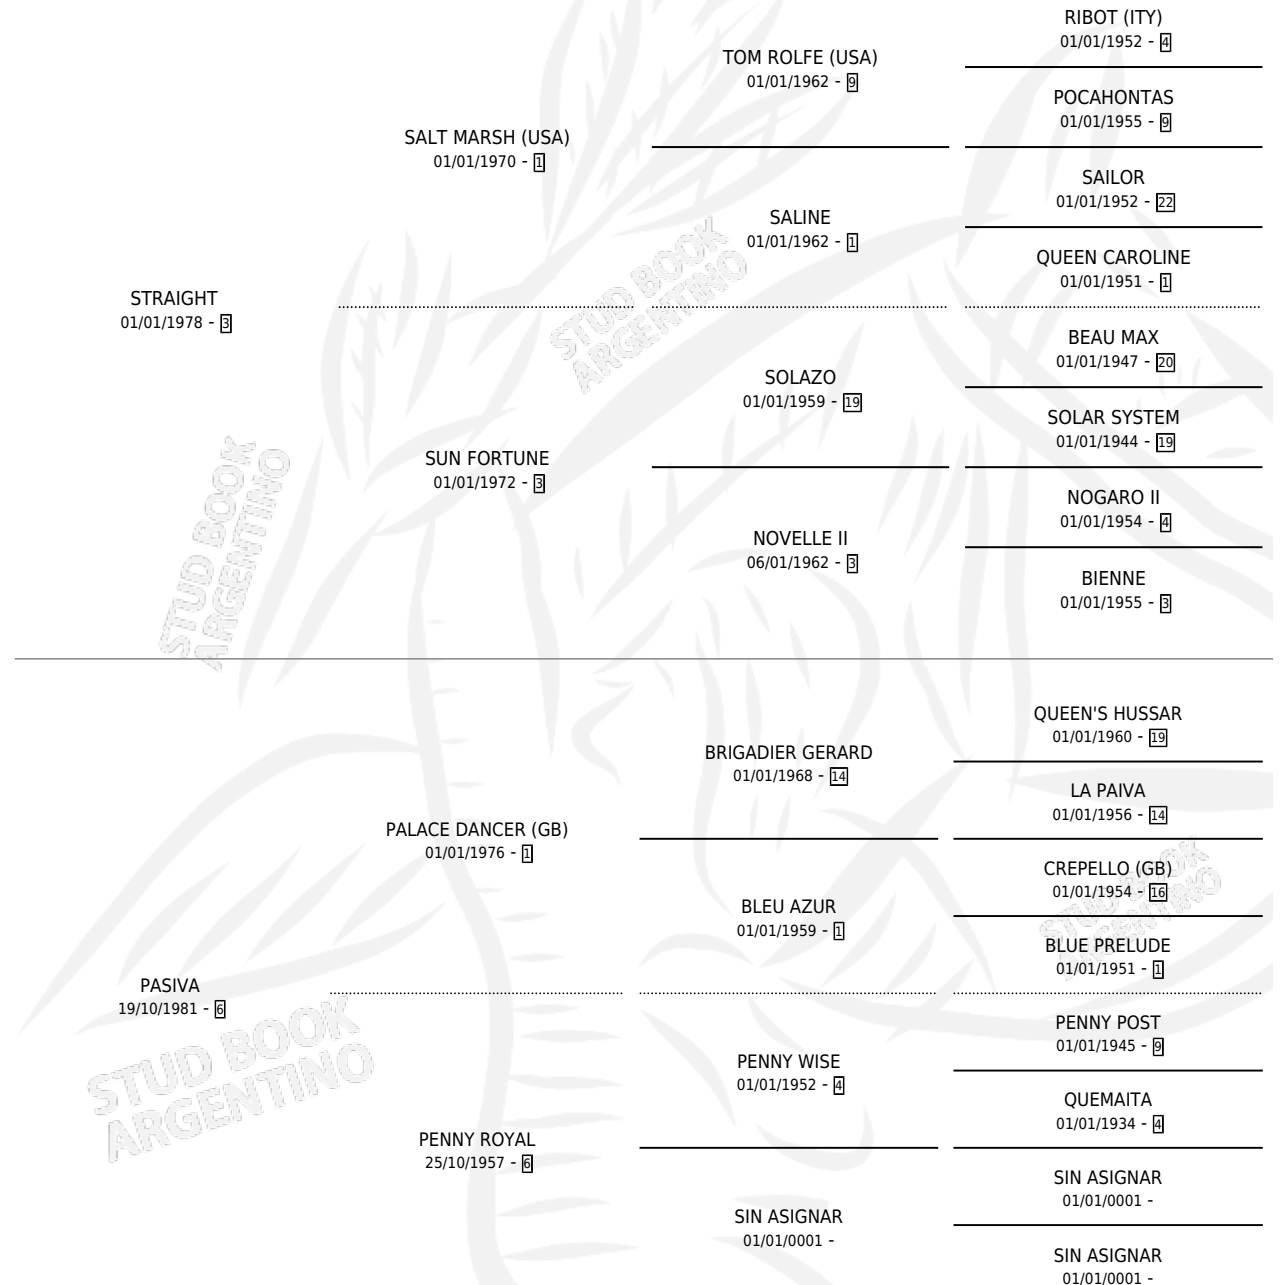 RIBOT (ITY)
01/01/1952 - 4
TOM ROLFE (USA)
01/01/1962 - 9
POCAHONTAS
01/01/1955 - 9
SALT MARSH (USA)
01/01/1970 - 1
SAILOR
01/01/1952 - 22
SALINE
01/01/1962 - 1
QUEEN CAROLINE
01/01/1951 - 1
STRAIGHT
01/01/1978 - 3
BEAU MAX
01/01/1947 - 20
SOLAZO
01/01/1959 - 19
SOLAR SYSTEM
01/01/1944 - 19
SUN FORTUNE
01/01/1972 - 3
NOGARO II
01/01/1954 - 4
NOVELLE II
06/01/1962 - 3
BIENNE
01/01/1955 - 3
QUEEN'S HUSSAR
01/01/1960 - 19
BRIGADIER GERARD
01/01/1968 - 14
LA PAIVA
01/01/1956 - 14
PALACE DANCER (GB)
01/01/1976 - 1
CREPELLO (GB)
01/01/1954 - 16
BLEU AZUR
01/01/1959 - 1
BLUE PRELUDE
01/01/1951 - 1
PASIVA
19/10/1981 - 6
PENNY POST
01/01/1945 - 9
PENNY WISE
01/01/1952 - 4
QUEMAITA
01/01/1934 - 4
PENNY ROYAL
25/10/1957 - 6
SIN ASIGNAR
01/01/0001 -
SIN ASIGNAR
01/01/0001 -
SIN ASIGNAR
01/01/0001 -
STUD BOOK
ARGENTINO
STUD BOOK
ARGENTINO
STUD BOOK
ARGENTINO
STUD BOOK
ARGENTINO